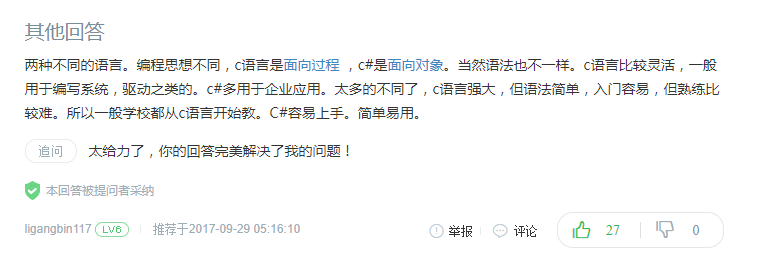 其他回答
两种不同的语言。编程思想不同，c语言是面向过程 ，c#是面向对象。当然语法也不一样。c语言比较灵活，一般
用于编写系统，驱动之类的。c#多用于企业应用。太多的不同了，c语言强大，但语法简单，入门容易，但熟练比
较难。所以一般学校都从c语言开始教。C#容易上手。简单易用。
追问 太给力了，你的回答完美解决了我的问题！
本回答被提问者采纳
ligangbin117 LV6 推荐于2017-09-29 05:16:10 举报 评论 27 0